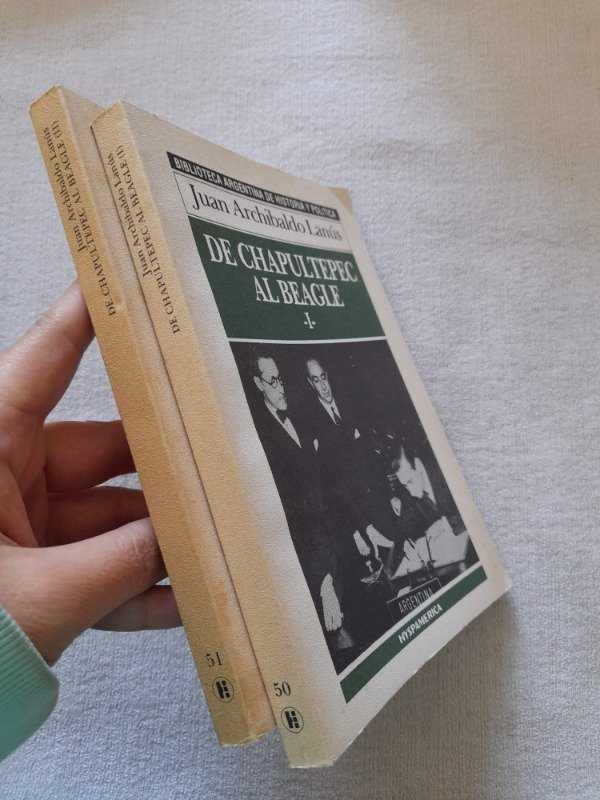 Juan Archibaldo Lanús
DE CHAPULTEPEC AL BEAGLE (II)
51
Juan Archibaldo Lanús
DE CHAPULTEPEC AL BEAGLE (I)
50
BIBLIOTECA ARGENTINA DE HISTORIA Y POLITICA
Juan Archibaldo Lanús
DE CHAPULTEPEC
AL BEAGLE
-I-
ARGENTINA
HYSPAMERICA